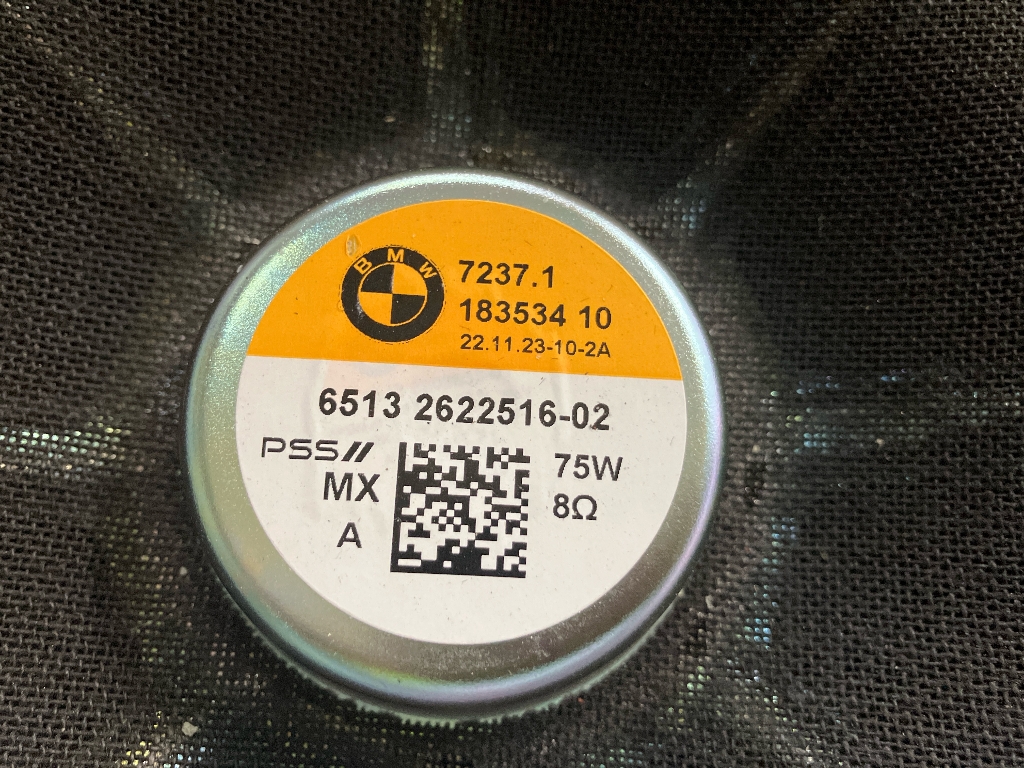 BMW
7237.1
183534 10
22.11.23-10-2A
6513 2622516-02
PSS//
MX
A
75W
8Ω